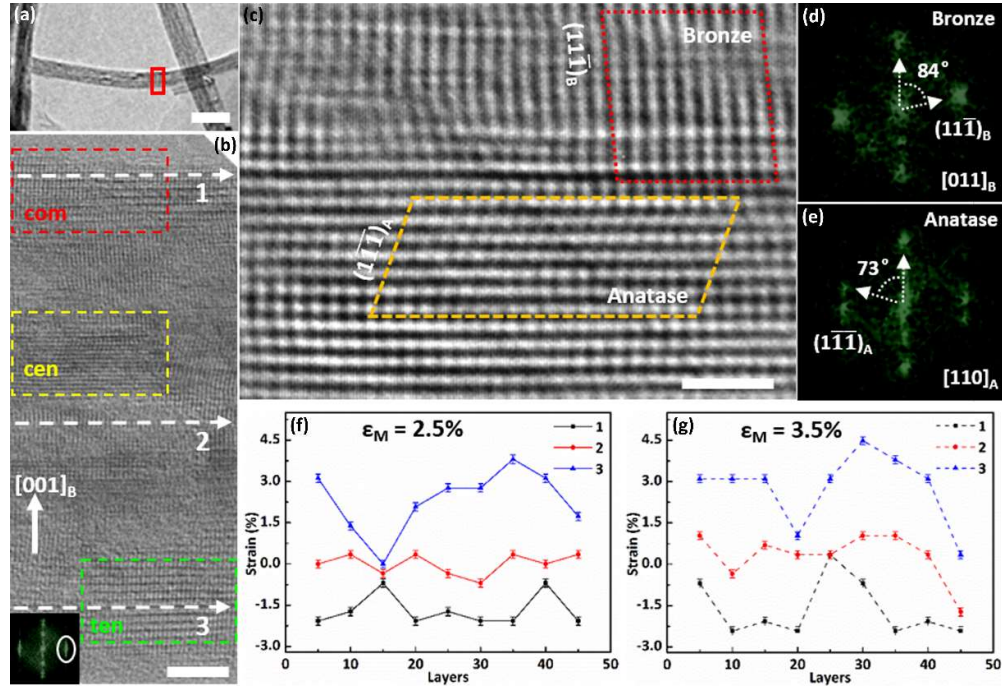 (a)
(b)
1
com
cen
2
[001]B
ten
3
(c)
(111̅)B
Bronze
(11̅1̅)A
Anatase
(d)
Bronze
84°
(111̅)
[011]B
(e)
Anatase
73°
(11̅1̅)A
[110]A
(f)
εM = 2.5%
1
2
3
Strain (%)
4.5
3.0
1.5
0.0
-1.5
-3.0
0 10 20 30 40 50
Layers
(g)
εM = 3.5%
1
2
3
Strain (%)
4.5
3.0
1.5
0.0
-1.5
-3.0
0 10 20 30 40 50
Layers